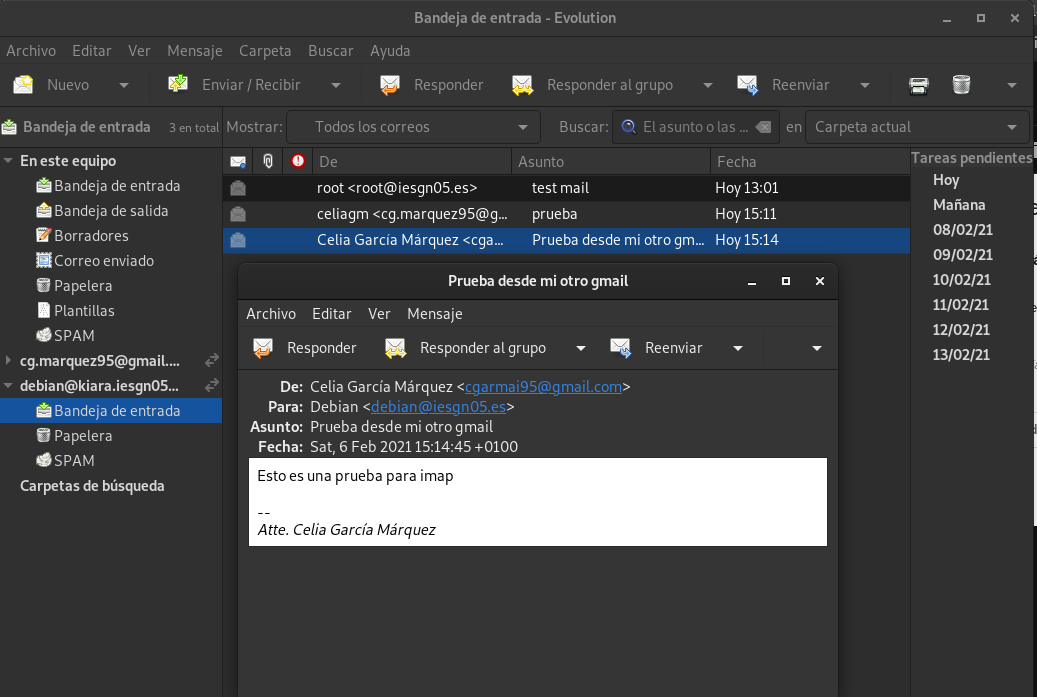 Bandeja de entrada - Evolution
Archivo Editar Ver Mensaje Carpeta Buscar Ayuda
Nuevo Enviar / Recibir Responder Responder al grupo Reenviar
Bandeja de entrada 3 en total Mostrar: Todos los correos Buscar: El asunto o las ... en Carpeta actual
En este equipo
Bandeja de entrada
Bandeja de salida
Borradores
Correo enviado
Papelera
Plantillas
SPAM
cg.marquez95@gmail....
debian@kiara.iesgn05...
Bandeja de entrada
Papelera
SPAM
Carpetas de búsqueda
De Asunto Fecha
root <root@iesgn05.es> test mail Hoy 13:01
celiagm <cg.marquez95@g... prueba Hoy 15:11
Celia García Márquez <cga... Prueba desde mi otro gm... Hoy 15:14
Tareas pendientes
Hoy
Mañana
08/02/21
09/02/21
10/02/21
11/02/21
12/02/21
13/02/21
Prueba desde mi otro gmail
Archivo Editar Ver Mensaje
Responder Responder al grupo Reenviar
De: Celia García Márquez <cgarmai95@gmail.com>
Para: Debian <debian@iesgn05.es>
Asunto: Prueba desde mi otro gmail
Fecha: Sat, 6 Feb 2021 15:14:45 +0100
Esto es una prueba para imap
--
Atte. Celia García Márquez